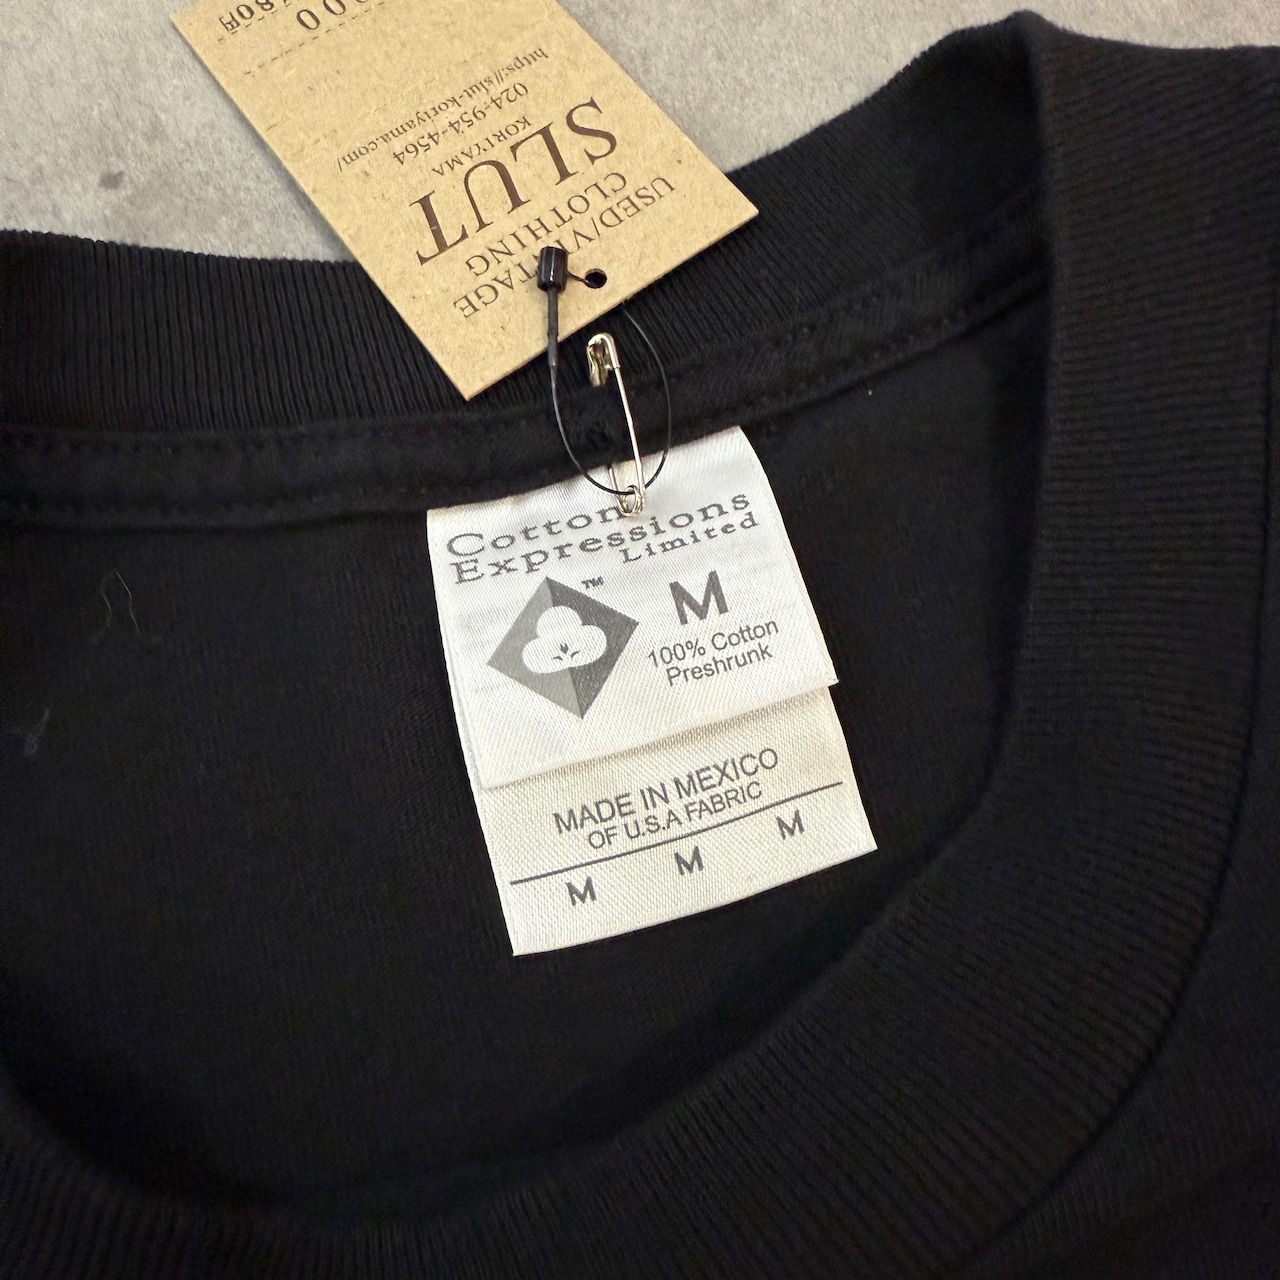 USED/VINTAGE
CLOTHING
SLUT
KORIYAMA
024-954-4564
https://slut-koriyama.com/
Cotton
Expressions
Limited
TM
M
100% Cotton
Preshrunk
MADE IN MEXICO
OF U.S.A FABRIC
M M M